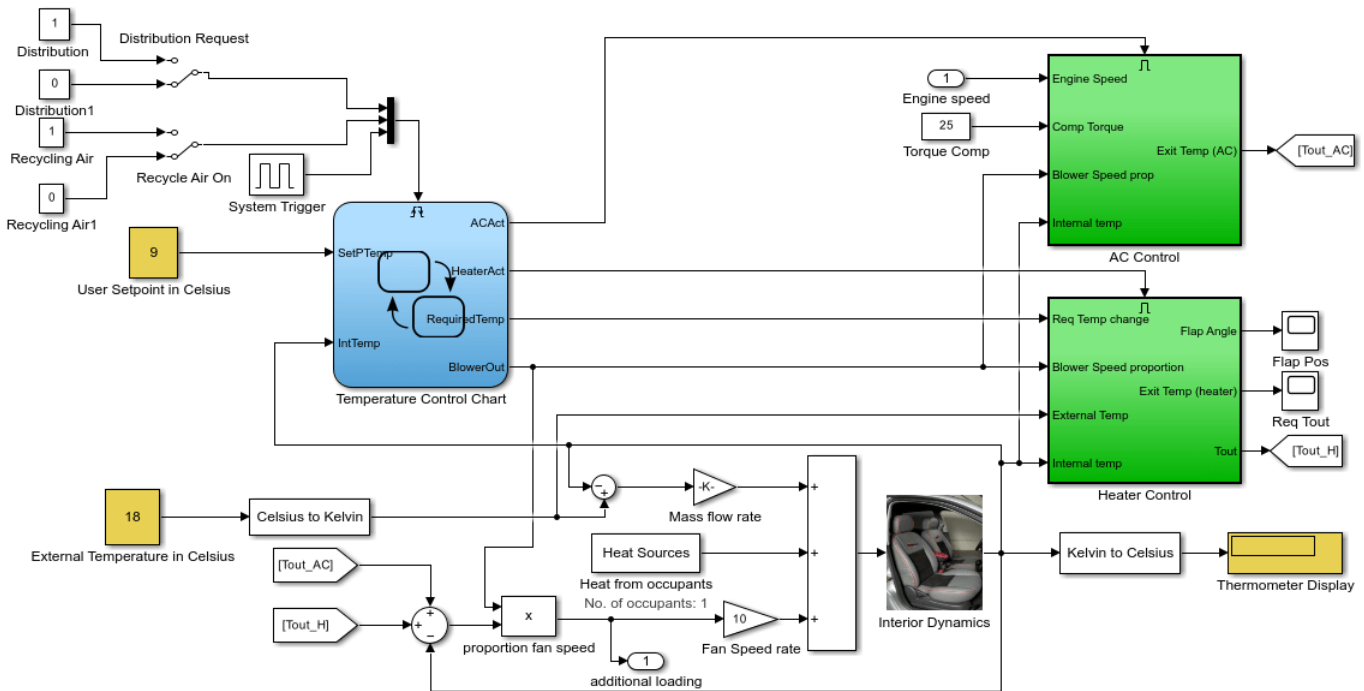 1
Distribution
Distribution Request
0
Distribution1
1
Recycling Air
Recycle Air On
0
Recycling Air1
System Trigger
9
User Setpoint in Celsius
SetPTemp
IntTemp
ACAct
HeaterAct
RequiredTemp
BlowerOut
Temperature Control Chart
1
Engine speed
25
Torque Comp
Engine Speed
Comp Torque
Blower Speed prop
Internal temp
Exit Temp (AC)
AC Control
[Tout_AC]
Req Temp change
Blower Speed proportion
External Temp
Internal temp
Flap Angle
Exit Temp (heater)
Tout
Heater Control
Flap Pos
Req Tout
[Tout_H]
18
External Temperature in Celsius
Celsius to Kelvin
[Tout_AC]
[Tout_H]
−
+
+
+
−
x
proportion fan speed
-K-
Mass flow rate
Heat Sources
Heat from occupants
No. of occupants: 1
10
Fan Speed rate
1
additional loading
+
+
+
Interior Dynamics
Kelvin to Celsius
Thermometer Display